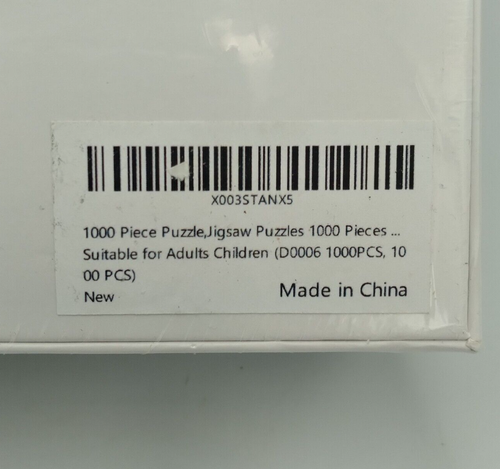 X003STANX5
1000 Piece Puzzle,Jigsaw Puzzles 1000 Pieces ...
Suitable for Adults Children (D0006 1000PCS, 10
00 PCS)
New
Made in China